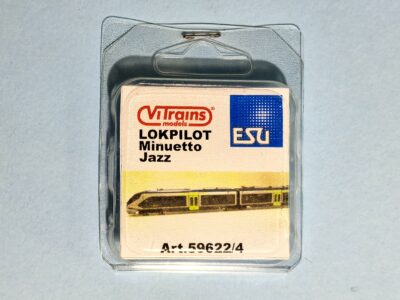 ViTrains
models
ESU
LOKPILOT
Minuetto
Jazz
Art.59622/4